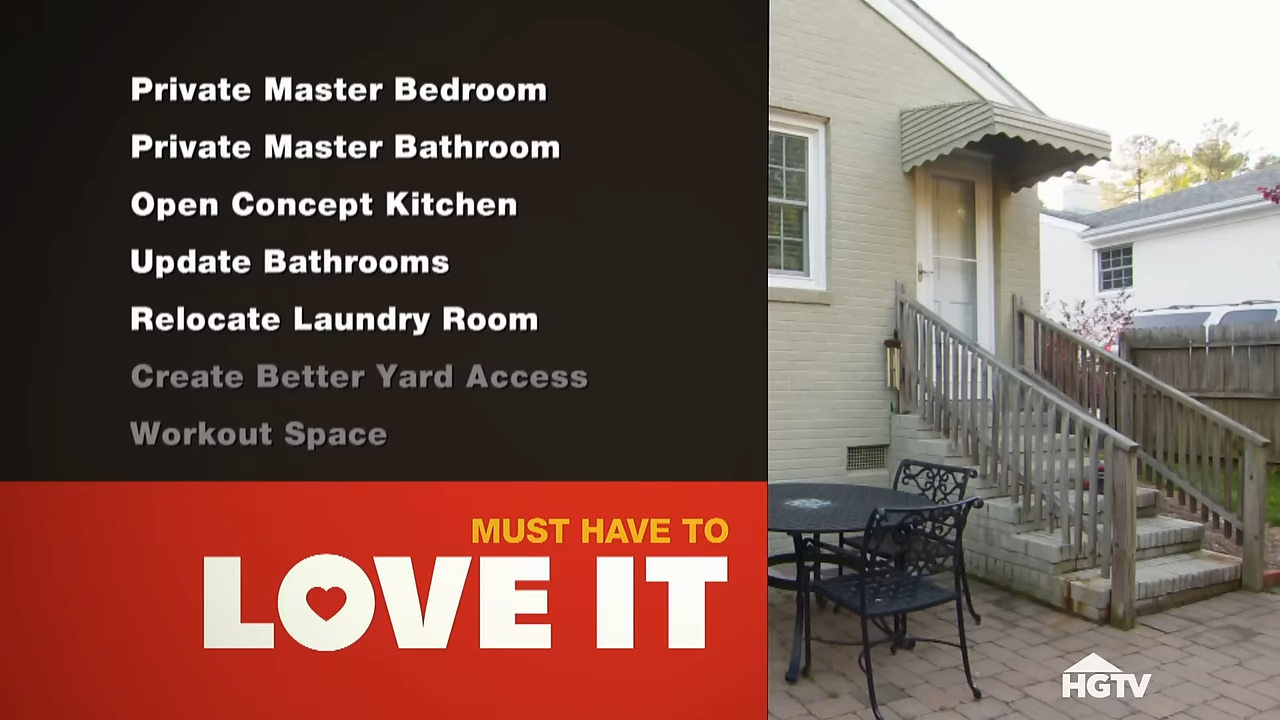 Private Master Bedroom
Private Master Bathroom
Open Concept Kitchen
Update Bathrooms
Relocate Laundry Room
Create Better Yard Access
Workout Space
MUST HAVE TO
LOVE IT
HGTV